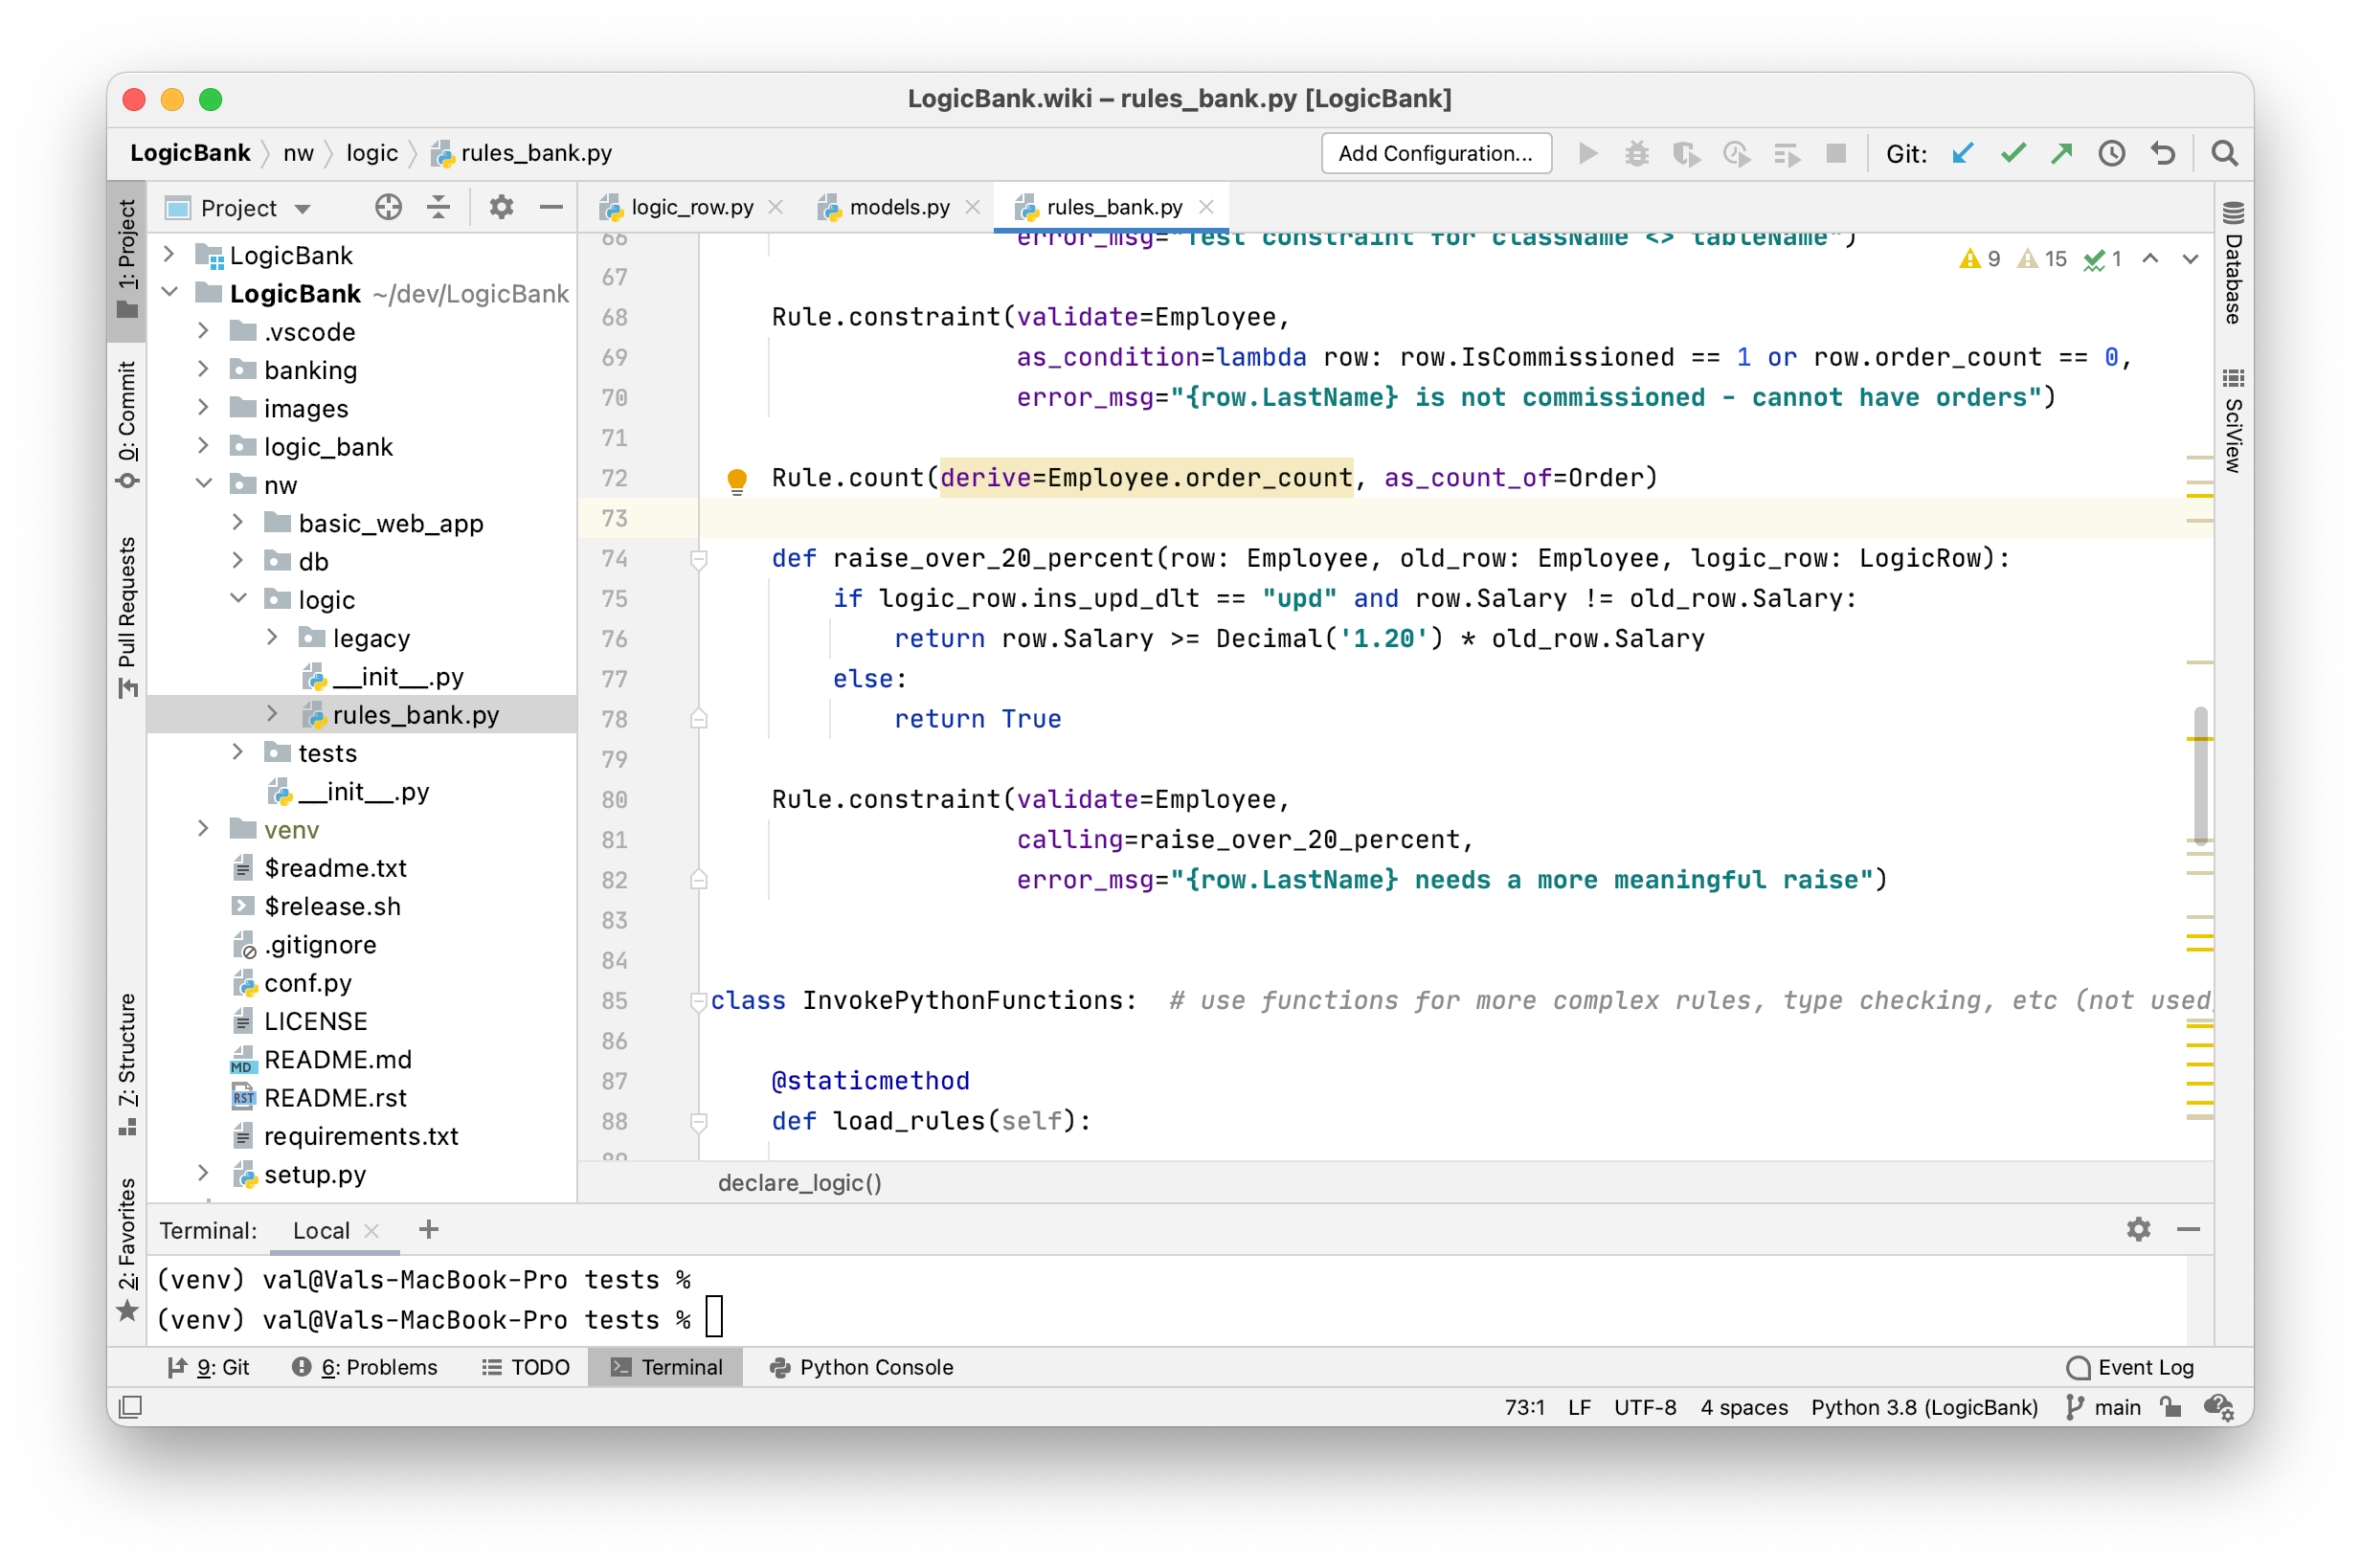 LogicBank.wiki – rules_bank.py [LogicBank]
LogicBank nw logic rules_bank.py
Add Configuration...
Git:
1: Project
0: Commit
Pull Requests
7: Structure
2: Favorites
Project
LogicBank
LogicBank ~/dev/LogicBank
.vscode
banking
images
logic_bank
nw
basic_web_app
db
logic
legacy
__init__.py
rules_bank.py
tests
__init__.py
venv
$readme.txt
$release.sh
.gitignore
conf.py
LICENSE
README.md
README.rst
requirements.txt
setup.py
logic_row.py models.py rules_bank.py
9 15 1
66 error_msg="Test constraint for className <> tableName")
67
68 Rule.constraint(validate=Employee,
69 as_condition=lambda row: row.IsCommissioned == 1 or row.order_count == 0,
70 error_msg="{row.LastName} is not commissioned - cannot have orders")
71
72 Rule.count(derive=Employee.order_count, as_count_of=Order)
73
74 def raise_over_20_percent(row: Employee, old_row: Employee, logic_row: LogicRow):
75 if logic_row.ins_upd_dlt == "upd" and row.Salary != old_row.Salary:
76 return row.Salary >= Decimal('1.20') * old_row.Salary
77 else:
78 return True
79
80 Rule.constraint(validate=Employee,
81 calling=raise_over_20_percent,
82 error_msg="{row.LastName} needs a more meaningful raise")
83
84
85 class InvokePythonFunctions: # use functions for more complex rules, type checking, etc (not used
86
87 @staticmethod
88 def load_rules(self):
89
declare_logic()
Database
SciView
Terminal: Local
(venv) val@Vals-MacBook-Pro tests %
(venv) val@Vals-MacBook-Pro tests %
9: Git 6: Problems TODO Terminal Python Console Event Log
73:1 LF UTF-8 4 spaces Python 3.8 (LogicBank) main